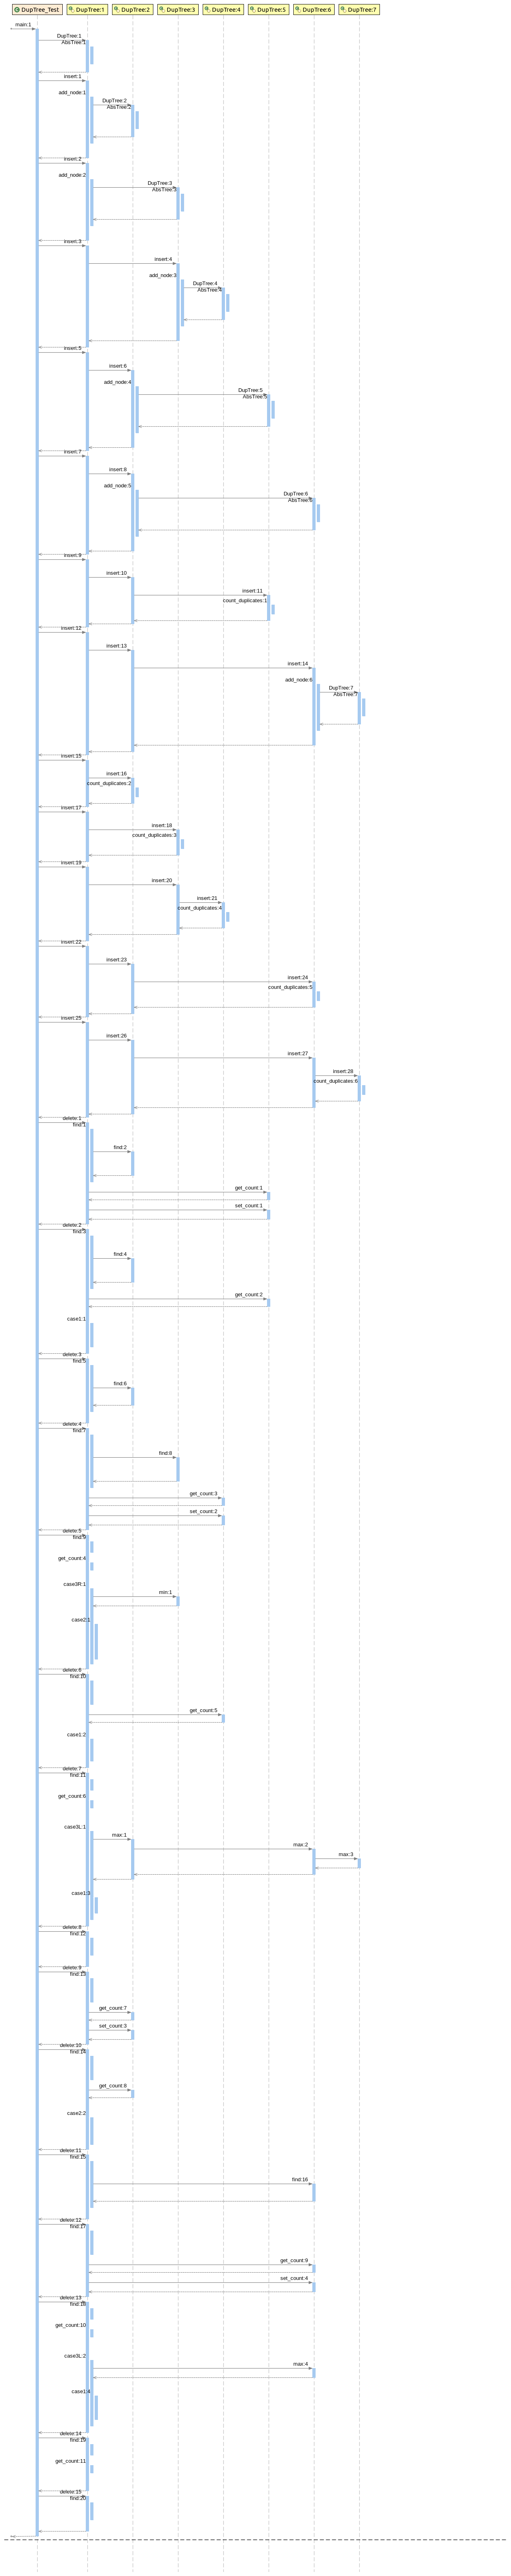 DupTree_Test DupTree:1 DupTree:2 DupTree:3 DupTree:4 DupTree:5 DupTree:6 DupTree:7
main:1
DupTree:1
AbsTree:1
insert:1
add_node:1
DupTree:2
AbsTree:2
insert:2
add_node:2
DupTree:3
AbsTree:3
insert:3
insert:4
add_node:3
DupTree:4
AbsTree:4
insert:5
insert:6
add_node:4
DupTree:5
AbsTree:5
insert:7
insert:8
add_node:5
DupTree:6
AbsTree:6
insert:9
insert:10
insert:11
count_duplicates:1
insert:12
insert:13
insert:14
add_node:6
DupTree:7
AbsTree:7
insert:15
insert:16
count_duplicates:2
insert:17
insert:18
count_duplicates:3
insert:19
insert:20
insert:21
count_duplicates:4
insert:22
insert:23
insert:24
count_duplicates:5
insert:25
insert:26
insert:27
insert:28
count_duplicates:6
delete:1
find:1
find:2
get_count:1
set_count:1
delete:2
find:3
find:4
get_count:2
case1:1
delete:3
find:5
find:6
delete:4
find:7
find:8
get_count:3
set_count:2
delete:5
find:9
get_count:4
case3R:1
min:1
case2:1
delete:6
find:10
get_count:5
case1:2
delete:7
find:11
get_count:6
case3L:1
max:1
max:2
max:3
case1:3
delete:8
find:12
delete:9
find:13
get_count:7
set_count:3
delete:10
find:14
get_count:8
case2:2
delete:11
find:15
find:16
delete:12
find:17
get_count:9
set_count:4
delete:13
find:18
get_count:10
case3L:2
max:4
case1:4
delete:14
find:19
get_count:11
delete:15
find:20